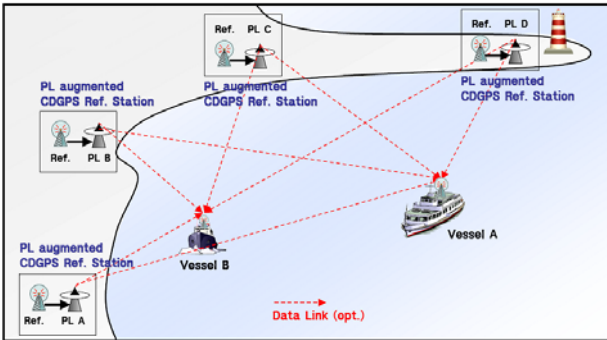 Ref. PL C
Ref. PL D
PL augmented
CDGPS Ref. Station
PL augmented
CDGPS Ref. Station
PL augmented
CDGPS Ref. Station
Ref. PL B
Vessel A
PL augmented
CDGPS Ref. Station
Vessel B
Ref. PL A
Data Link (opt.)